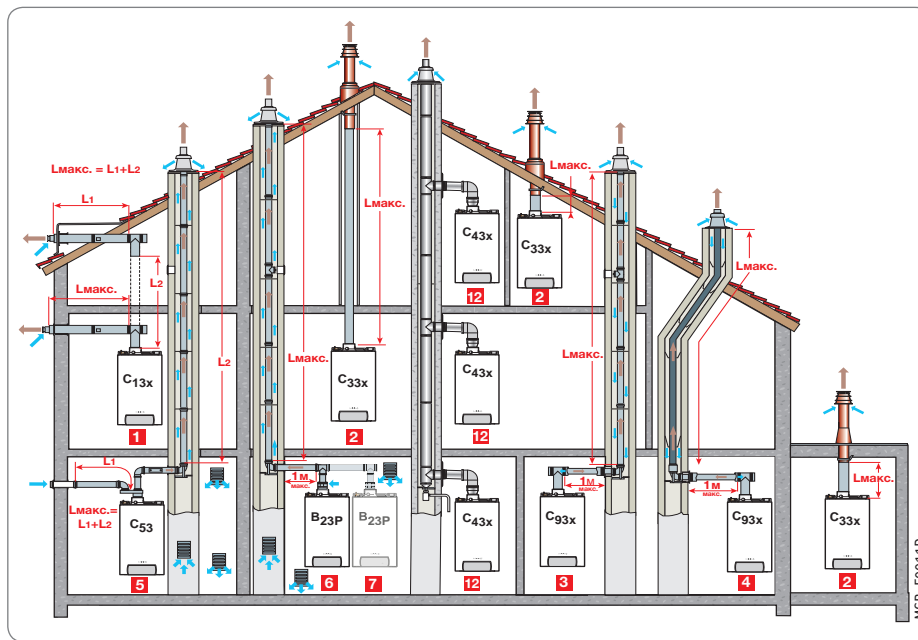 Lмакс. = L1+L2
L1
L2
Lмакс.
C13x
1
L2
Lмакс.
Lмакс.
C33x
2
C43x
12
C43x
12
Lмакс.
C33x
2
Lмакс.
Lмакс.
L1
Lмакс.=
L1+L2
C53
5
1м
макс.
B23P
6
B23P
7
C43x
12
1м
макс.
C93x
3
1м
макс.
C93x
4
Lмакс.
C33x
2